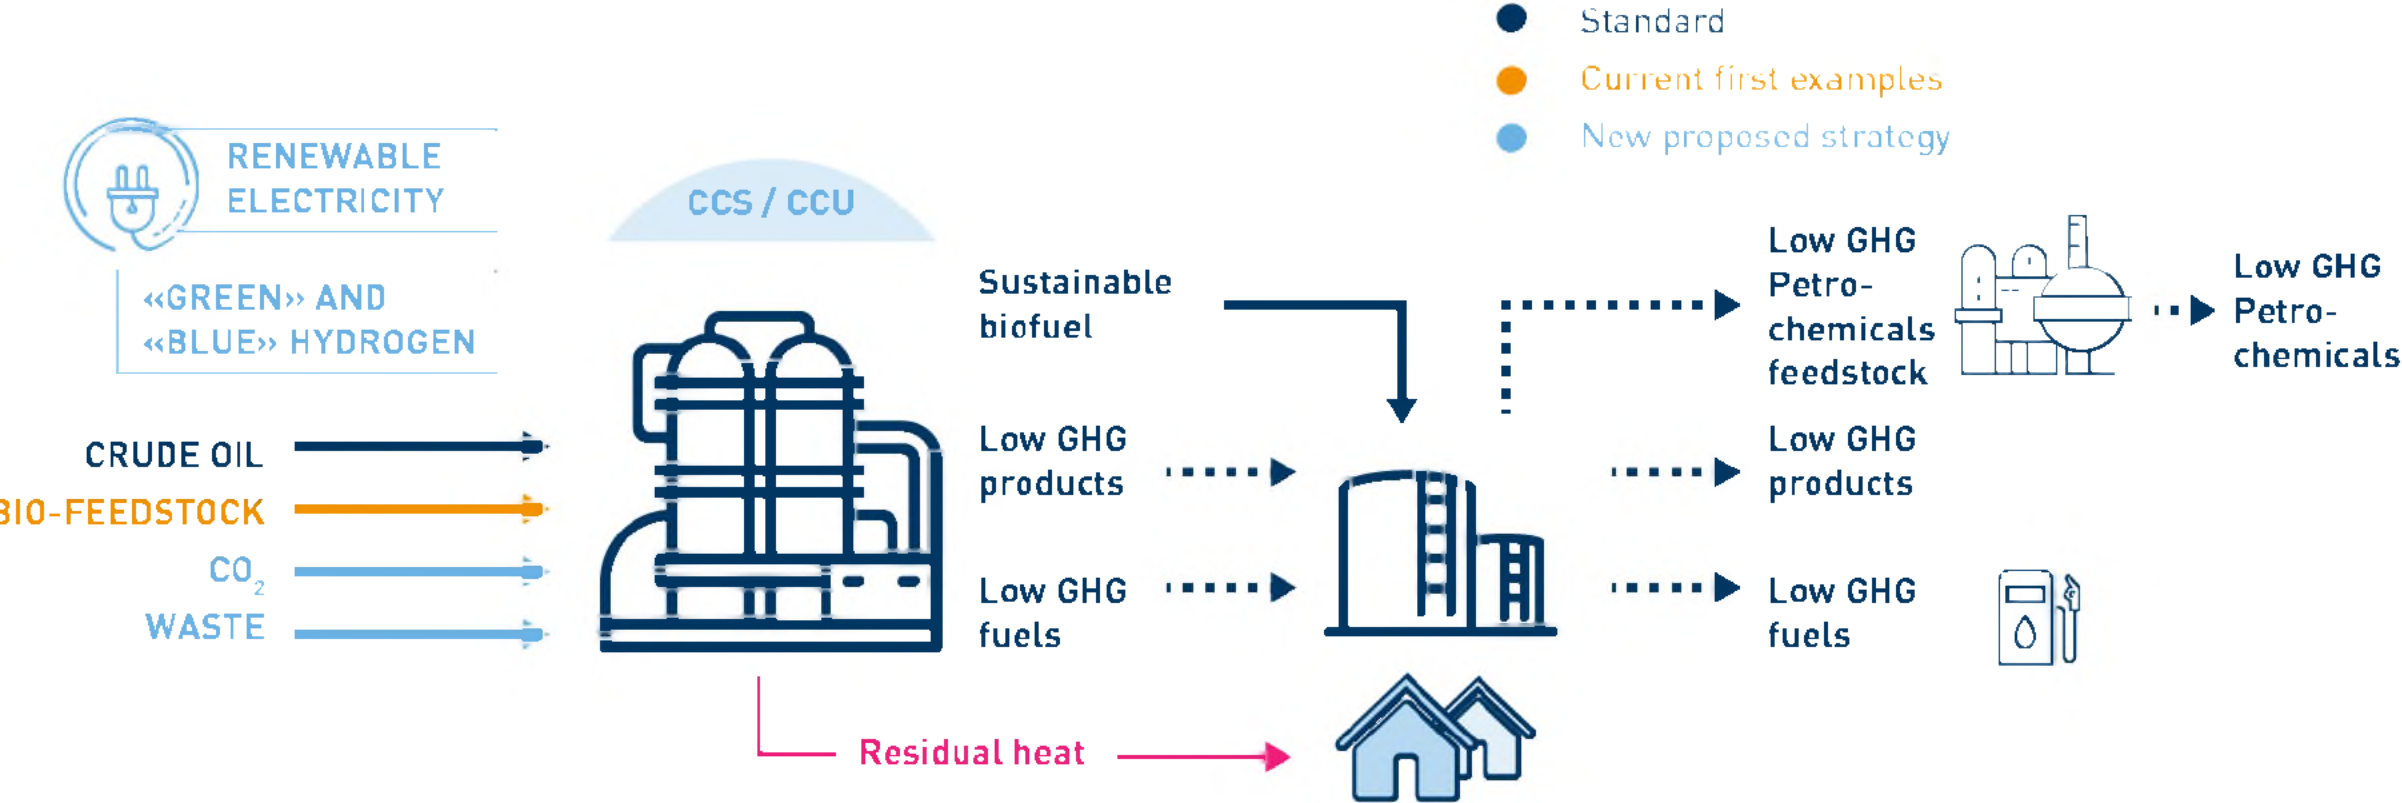 Standard
Current first examples
New proposed strategy
RENEWABLE
ELECTRICITY
«GREEN» AND
«BLUE» HYDROGEN
CCS / CCU
CRUDE OIL
BIO-FEEDSTOCK
CO₂
WASTE
Sustainable
biofuel
Low GHG
products
Low GHG
fuels
Residual heat
Low GHG
Petro-
chemicals
feedstock
Low GHG
products
Low GHG
fuels
Low GHG
Petro-
chemicals